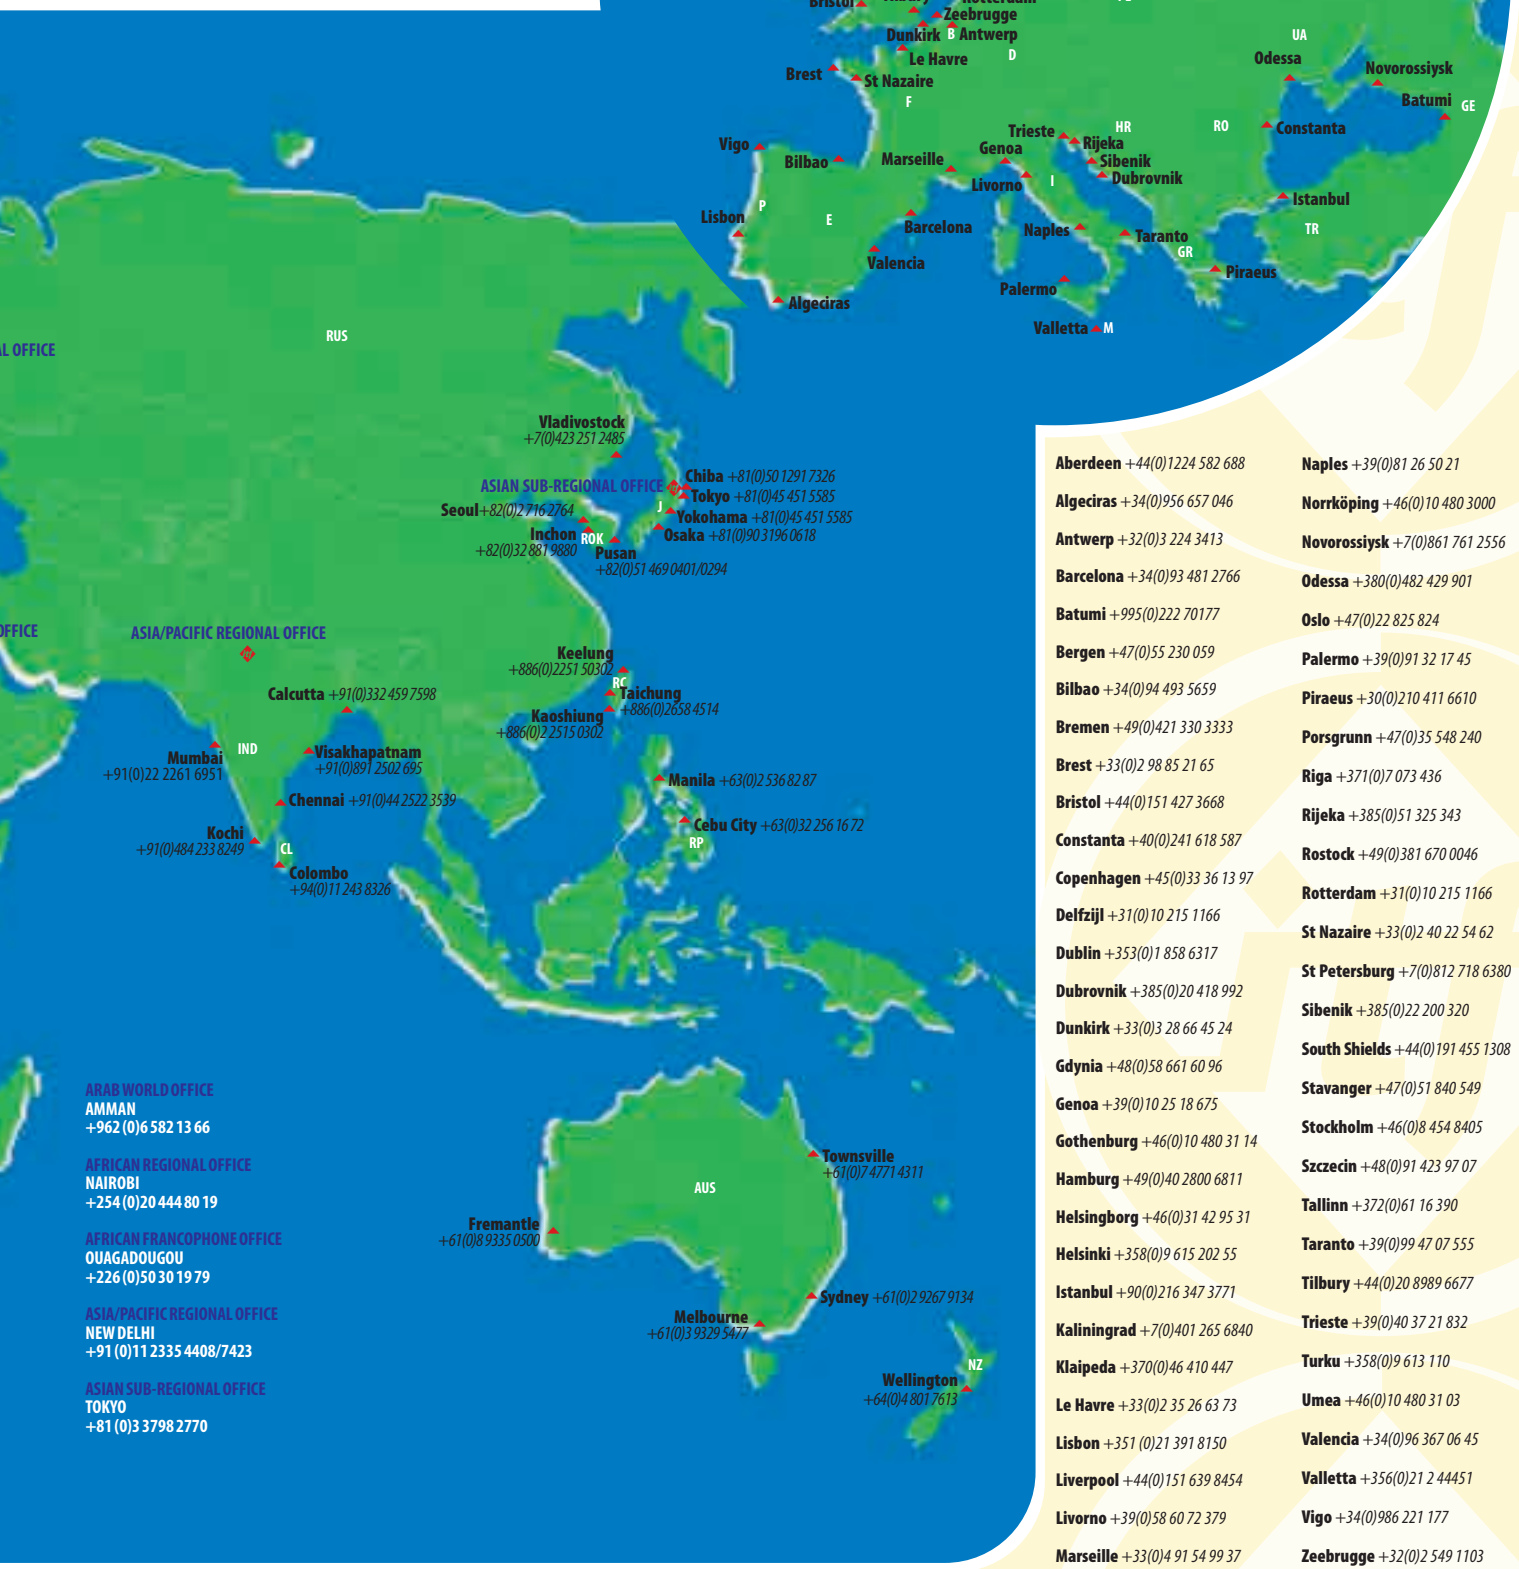 Bristol
Zeebrugge
Dunkirk B Antwerp
Le Havre
D
UA
Odessa
Brest
St Nazaire
Novorossiysk
F
Batumi
GE
Trieste
HR
RO
Constanta
Vigo
Genoa
Rijeka
Bilbao
Marseille
Sibenik
Livorno
I
Dubrovnik
P
Istanbul
Lisbon
E
Barcelona
Naples
Taranto
TR
GR
Valencia
Piraeus
Palermo
Algeciras
Valletta
M
RUS
AL OFFICE
Vladivostock
+7(0)423 251 2485
Chiba +81(0)50 1291 7326
ASIAN SUB-REGIONAL OFFICE
Tokyo +81(0)45 451 5585
J
Seoul+82(0)2 716 2764
Yokohama +81(0)45 451 5585
Inchon
ROK
Osaka +81(0)90 3196 0618
+82(0)32 881 9880
Pusan
+82(0)51 469 0401/0294
OFFICE
ASIA/PACIFIC REGIONAL OFFICE
Keelung
+886(0)2251 50302
RC
Calcutta +91(0)332 459 7598
Taichung
+886(0)2658 4514
Kaoshiung
+886(0)2 2515 0302
IND
Mumbai
+91(0)22 2261 6951
Visakhapatnam
+91(0)891 2502 695
Manila +63(0)2 536 82 87
Chennai +91(0)44 2522 3539
Cebu City +63(0)32 256 16 72
Kochi
+91(0)484 233 8249
RP
CL
Colombo
+94(0)11 243 8326
ARAB WORLD OFFICE
AMMAN
+962 (0)6 582 13 66
AFRICAN REGIONAL OFFICE
NAIROBI
+254 (0)20 444 80 19
AFRICAN FRANCOPHONE OFFICE
OUAGADOUGOU
+226 (0)50 30 19 79
ASIA/PACIFIC REGIONAL OFFICE
NEW DELHI
+91 (0)11 2335 4408/7423
ASIAN SUB-REGIONAL OFFICE
TOKYO
+81 (0)3 3798 2770
Townsville
+61(0)7 4771 4311
AUS
Fremantle
+61(0)8 9335 0500
Sydney +61(0)2 9267 9134
Melbourne
+61(0)3 9329 5477
NZ
Wellington
+64(0)4 801 7613
Aberdeen +44(0)1224 582 688
Algeciras +34(0)956 657 046
Antwerp +32(0)3 224 3413
Barcelona +34(0)93 481 2766
Batumi +995(0)222 70177
Bergen +47(0)55 230 059
Bilbao +34(0)94 493 5659
Bremen +49(0)421 330 3333
Brest +33(0)2 98 85 21 65
Bristol +44(0)151 427 3668
Constanta +40(0)241 618 587
Copenhagen +45(0)33 36 13 97
Delfzijl +31(0)10 215 1166
Dublin +353(0)1 858 6317
Dubrovnik +385(0)20 418 992
Dunkirk +33(0)3 28 66 45 24
Gdynia +48(0)58 661 60 96
Genoa +39(0)10 25 18 675
Gothenburg +46(0)10 480 31 14
Hamburg +49(0)40 2800 6811
Helsingborg +46(0)31 42 95 31
Helsinki +358(0)9 615 202 55
Istanbul +90(0)216 347 3771
Kaliningrad +7(0)401 265 6840
Klaipeda +370(0)46 410 447
Le Havre +33(0)2 35 26 63 73
Lisbon +351 (0)21 391 8150
Liverpool +44(0)151 639 8454
Livorno +39(0)58 60 72 379
Marseille +33(0)4 91 54 99 37
Naples +39(0)81 26 50 21
Norrköping +46(0)10 480 3000
Novorossiysk +7(0)861 761 2556
Odessa +380(0)482 429 901
Oslo +47(0)22 825 824
Palermo +39(0)91 32 17 45
Piraeus +30(0)210 411 6610
Porsgrunn +47(0)35 548 240
Riga +371(0)7 073 436
Rijeka +385(0)51 325 343
Rostock +49(0)381 670 0046
Rotterdam +31(0)10 215 1166
St Nazaire +33(0)2 40 22 54 62
St Petersburg +7(0)812 718 6380
Sibenik +385(0)22 200 320
South Shields +44(0)191 455 1308
Stavanger +47(0)51 840 549
Stockholm +46(0)8 454 8405
Szczecin +48(0)91 423 97 07
Tallinn +372(0)61 16 390
Taranto +39(0)99 47 07 555
Tilbury +44(0)20 8989 6677
Trieste +39(0)40 37 21 832
Turku +358(0)9 613 110
Umea +46(0)10 480 31 03
Valencia +34(0)96 367 06 45
Valletta +356(0)21 2 44451
Vigo +34(0)986 221 177
Zeebrugge +32(0)2 549 1103